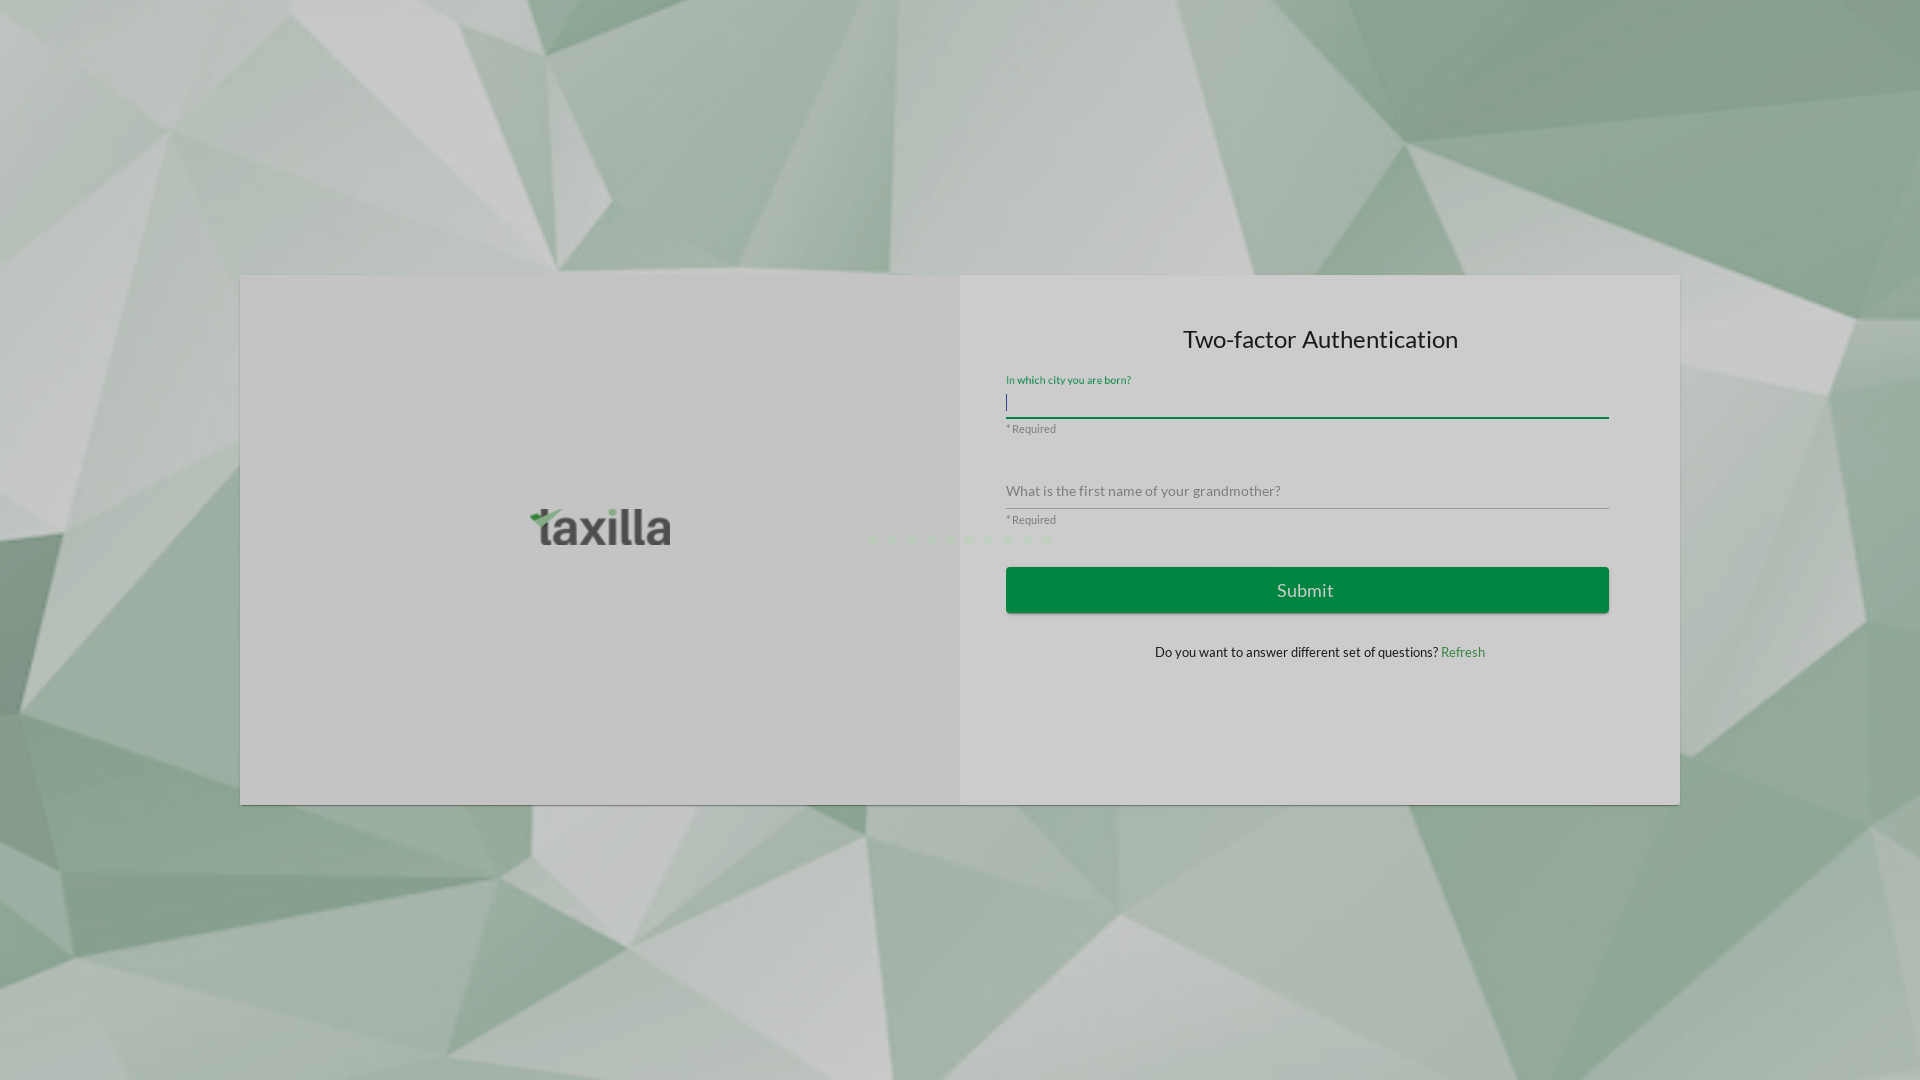 Two-factor Authentication
In which city you are born?
* Required
What is the first name of your grandmother?
* Required
taxilla
Submit
Do you want to answer different set of questions? Refresh